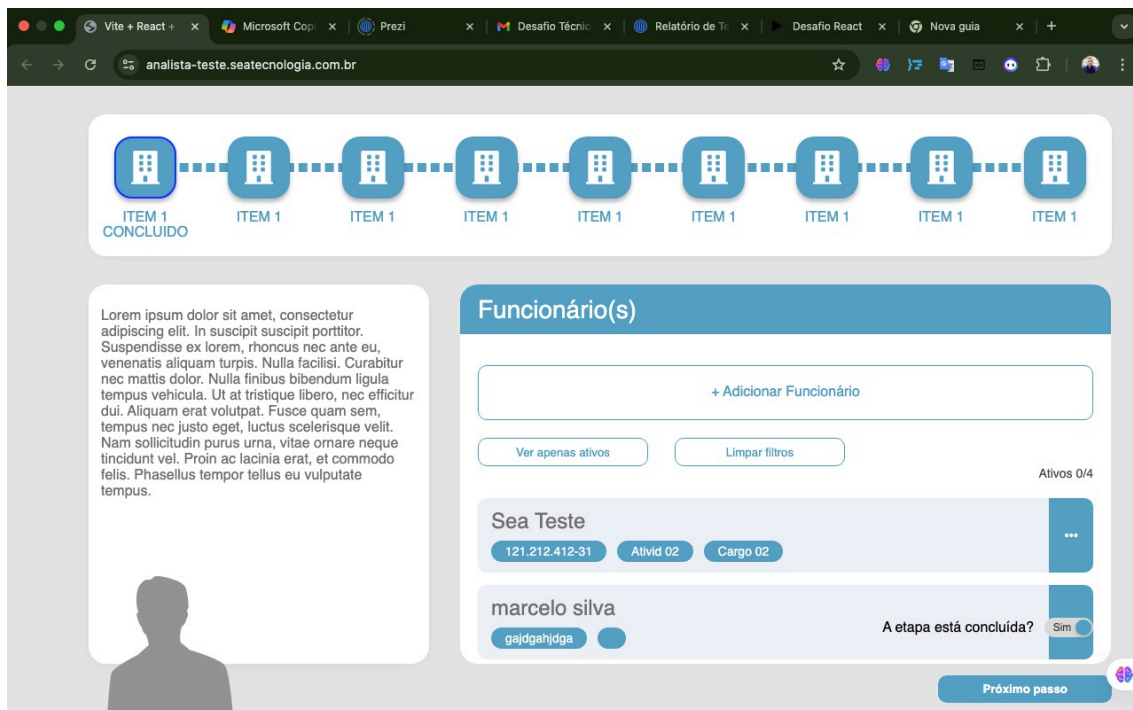 Vite + React +
Microsoft Cop
Prezi
Desafio Técnic
Relatório de Te
Desafio React
Nova guia
analista-teste.seatecnologia.com.br
ITEM 1
CONCLUIDO
ITEM 1
ITEM 1
ITEM 1
ITEM 1
ITEM 1
ITEM 1
ITEM 1
ITEM 1
Lorem ipsum dolor sit amet, consectetur
adipiscing elit. In suscipit suscipit porttitor.
Suspendisse ex lorem, rhoncus nec ante eu,
venenatis aliquam turpis. Nulla facilisi. Curabitur
nec mattis dolor. Nulla finibus bibendum ligula
tempus vehicula. Ut at tristique libero, nec efficitur
dui. Aliquam erat volutpat. Fusce quam sem,
tempus nec justo eget, luctus scelerisque velit.
Nam sollicitudin purus urna, vitae ornare neque
tincidunt vel. Proin ac lacinia erat, et commodo
felis. Phasellus tempor tellus eu vulputate
tempus.
Funcionário(s)
+ Adicionar Funcionário
Ver apenas ativos
Limpar filtros
Ativos 0/4
Sea Teste
121.212.412-31
Ativid 02
Cargo 02
...
marcelo silva
gajdgahjdga
A etapa está concluída?
Sim
Próximo passo